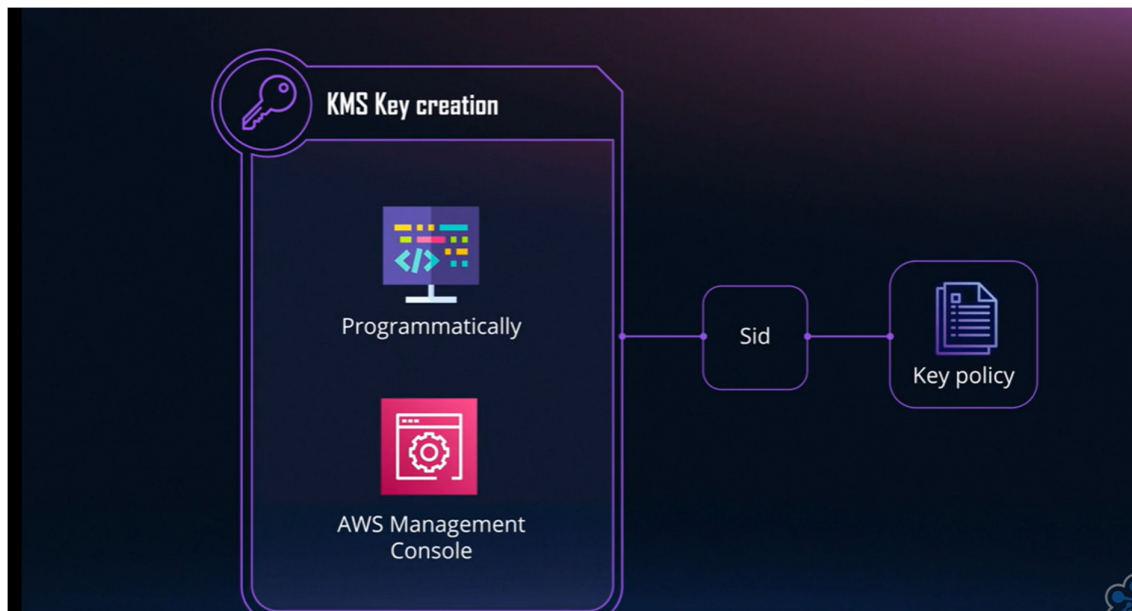 KMS Key creation
Programmatically
AWS Management
Console
Sid
Key policy